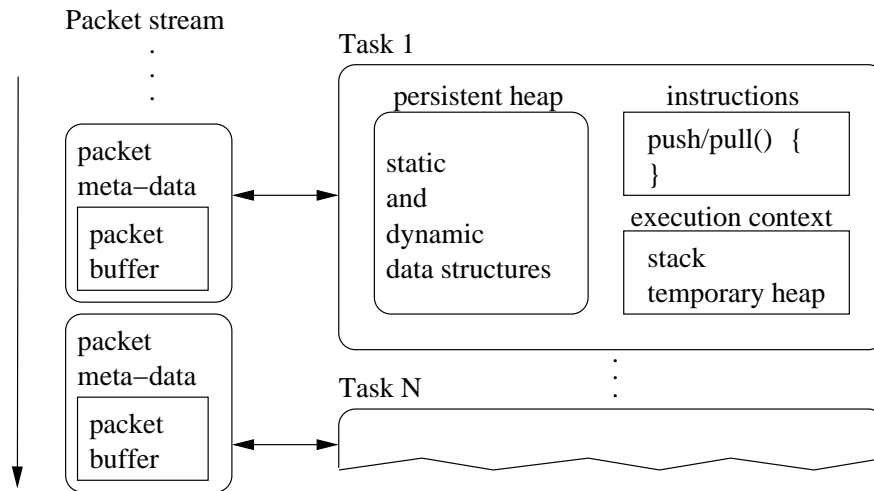 Packet stream
packet
meta−data
packet
buffer
packet
meta−data
packet
buffer
Task 1
persistent heap
static
and
dynamic
data structures
instructions
push/pull() {
}
execution context
stack
temporary heap
Task N